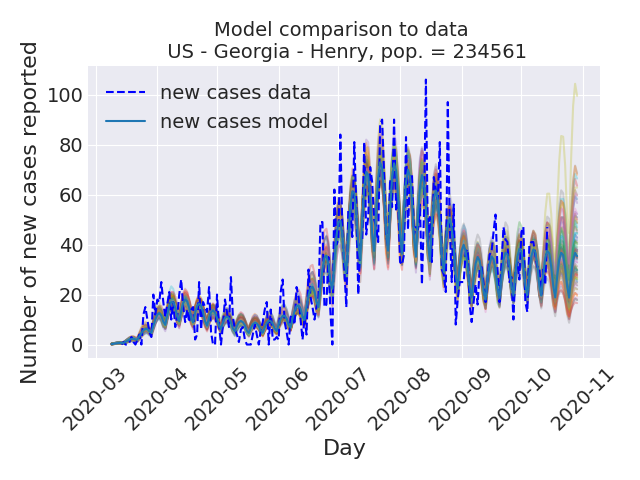 Model comparison to data
US - Georgia - Henry, pop. = 234561
new cases data
new cases model
Number of new cases reported
100
80
60
40
20
0
2020-03
2020-04
2020-05
2020-06
2020-07
2020-08
2020-09
2020-10
2020-11
Day